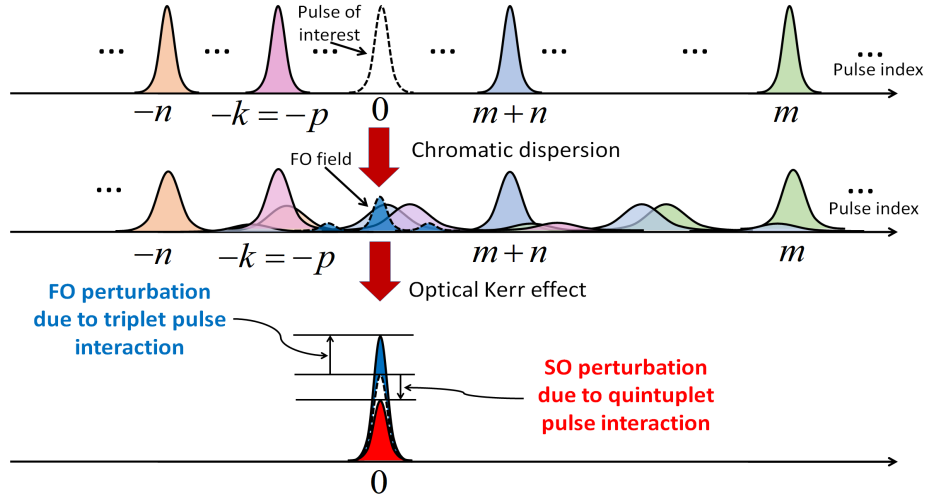 Pulse of
interest
... ... ... ... ... ... ...
Pulse index
−n −k = −p 0 m + n m
Chromatic dispersion
FO field
... ...
Pulse index
−n −k = −p m + n m
Optical Kerr effect
FO perturbation
due to triplet pulse
interaction
SO perturbation
due to quintuplet
pulse interaction
0